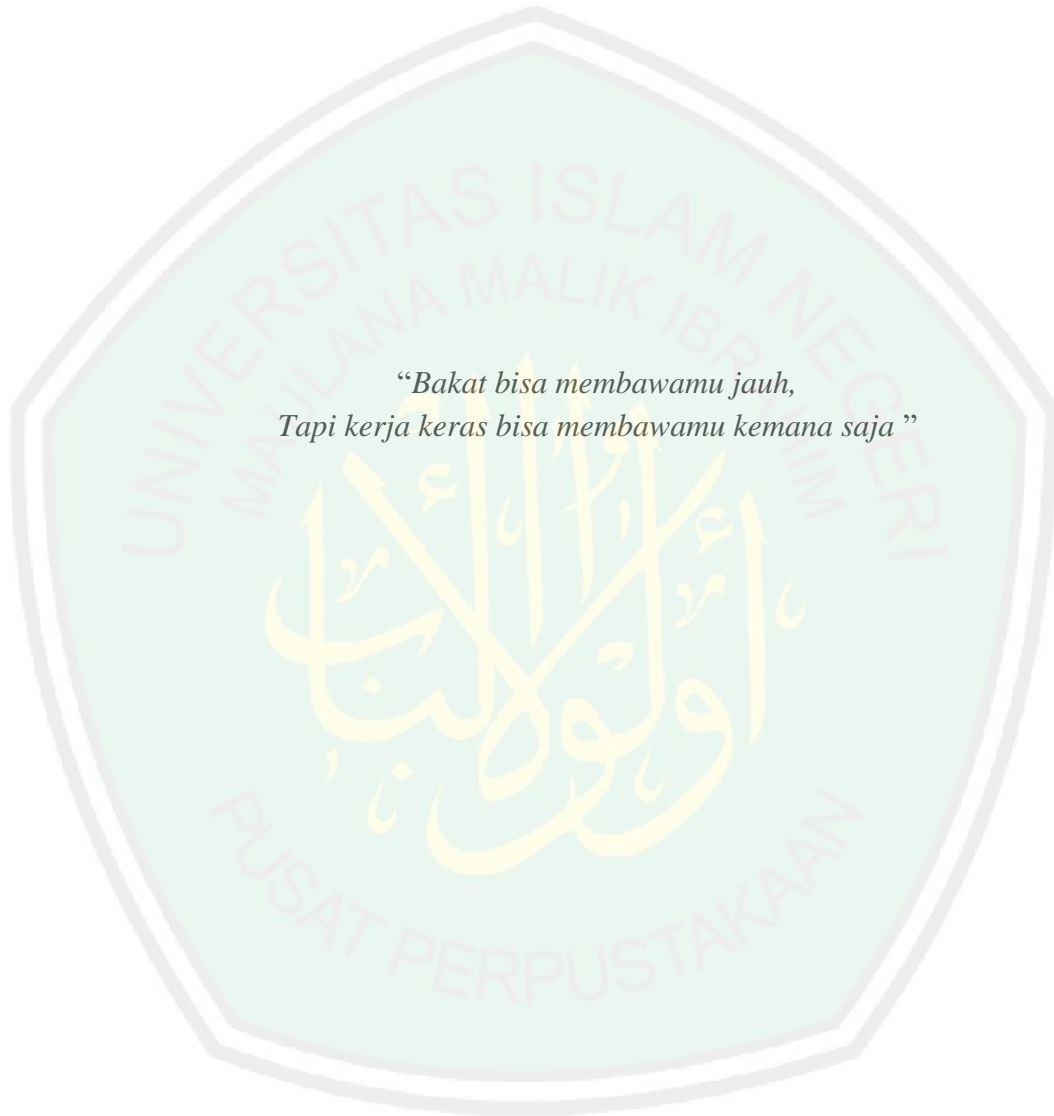 UNIVERSITAS ISLAM NEGERI
MAULANA MALIK IBRAHIM
“Bakat bisa membawamu jauh,
Tapi kerja keras bisa membawamu kemana saja ”
أولوا الألباب
PUSAT PERPUSTAKAAN